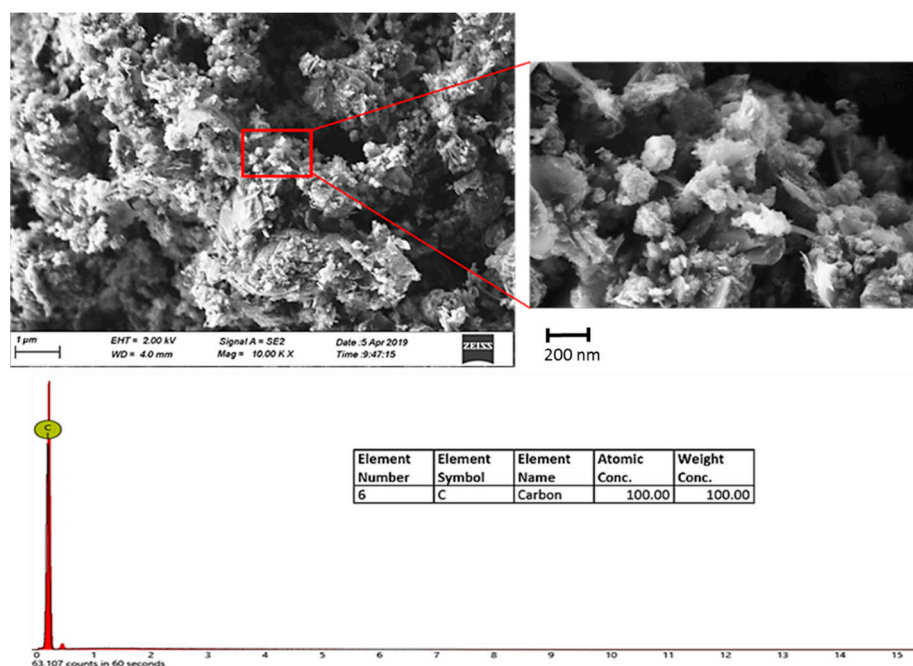 1 µm
EHT = 2.00 kV
Signal A = SE2
Date :5 Apr 2019
WD = 4.0 mm
Mag = 10.00 K X
Time :9:47:15
ZEISS
200 nm
C
Element Number
Element Symbol
Element Name
Atomic Conc.
Weight Conc.
6 C Carbon 100.00 100.00
0 1 2 3 4 5 6 7 8 9 10 11 12 13 14 15
63,107 counts in 60 seconds